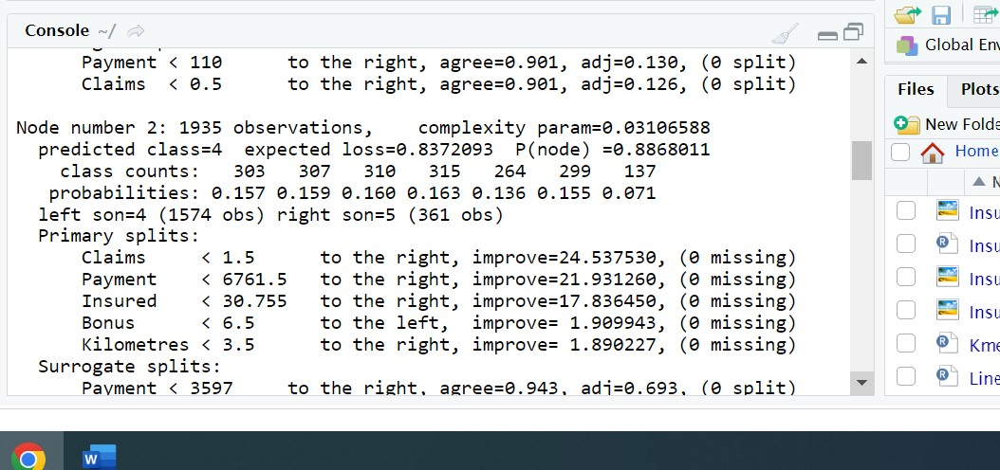 Console ~/
Payment < 110 to the right, agree=0.901, adj=0.130, (0 split)
Claims < 0.5 to the right, agree=0.901, adj=0.126, (0 split)
Node number 2: 1935 observations, complexity param=0.03106588
predicted class=4 expected loss=0.8372093 P(node) =0.8868011
class counts: 303 307 310 315 264 299 137
probabilities: 0.157 0.159 0.160 0.163 0.136 0.155 0.071
left son=4 (1574 obs) right son=5 (361 obs)
Primary splits:
Claims < 1.5 to the right, improve=24.537530, (0 missing)
Payment < 6761.5 to the right, improve=21.931260, (0 missing)
Insured < 30.755 to the right, improve=17.836450, (0 missing)
Bonus < 6.5 to the left, improve= 1.909943, (0 missing)
Kilometres < 3.5 to the right, improve= 1.890227, (0 missing)
Surrogate splits:
Payment < 3597 to the right, agree=0.943, adj=0.693, (0 split)
Global Env
Files Plots
New Folde
Home
N
Insu
R Insu
Insu
Insu
R Kme
R Line
W